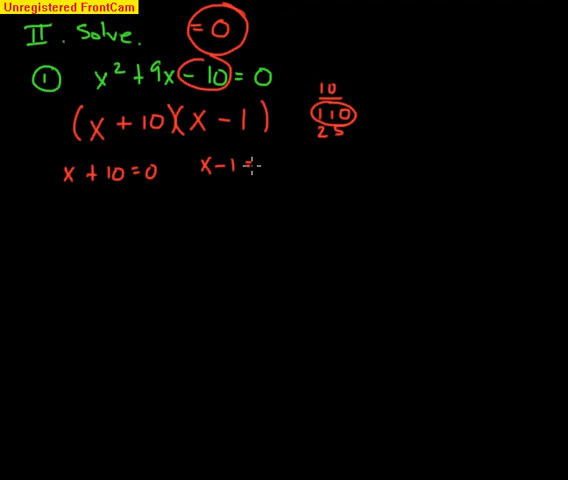 Unregistered FrontCam
II. Solve. = 0
① x² + 9x - 10 = 0
(x + 10)(x - 1)
10
1 10
2 5
x + 10 = 0 x - 1 =